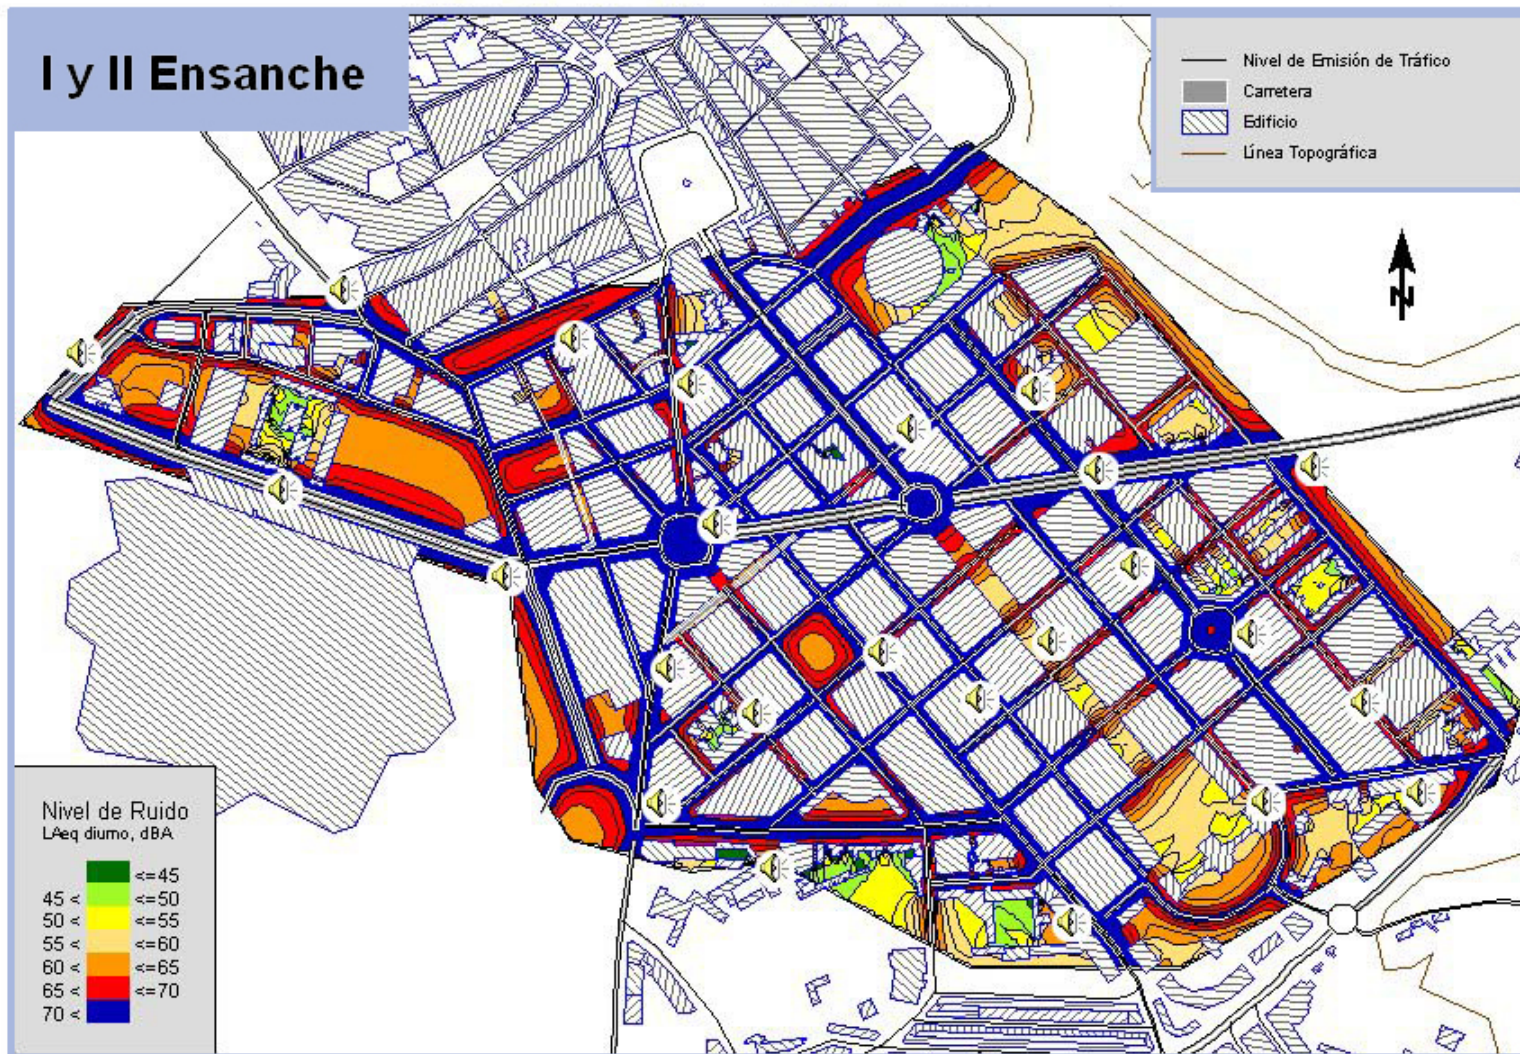 I y II Ensanche
Nivel de Emisión de Tráfico
Carretera
Edificio
Línea Topográfica
N
Nivel de Ruido
LAeq diurno, dBA
<=45
45 < <=50
50 < <=55
55 < <=60
60 < <=65
65 < <=70
70 <